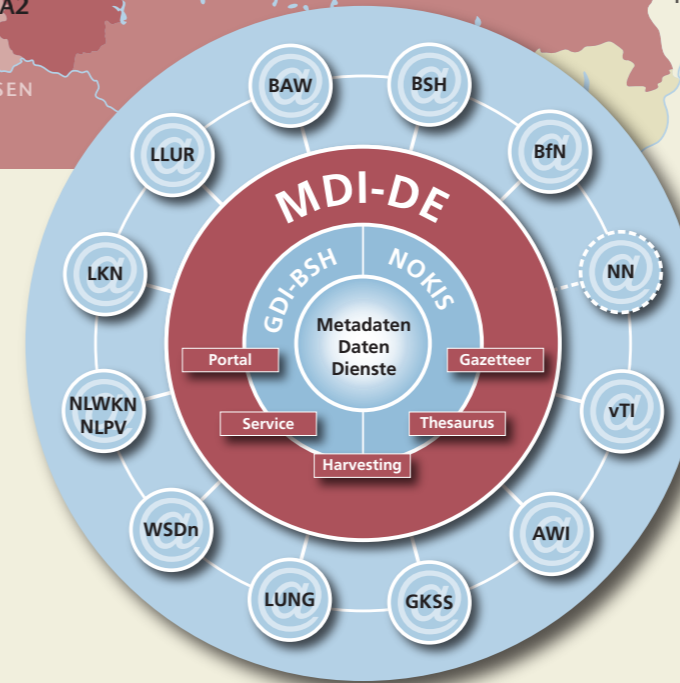 A2
SEN
BAW
BSH
LLUR
BfN
MDI-DE
LKN
GDI-BSH
NOKIS
@ NN
Metadaten
Daten
Dienste
Portal
Gazetteer
NLWKN
NLPV
vTI
Service
Thesaurus
Harvesting
WSDn
AWI
LUNG
GKSS